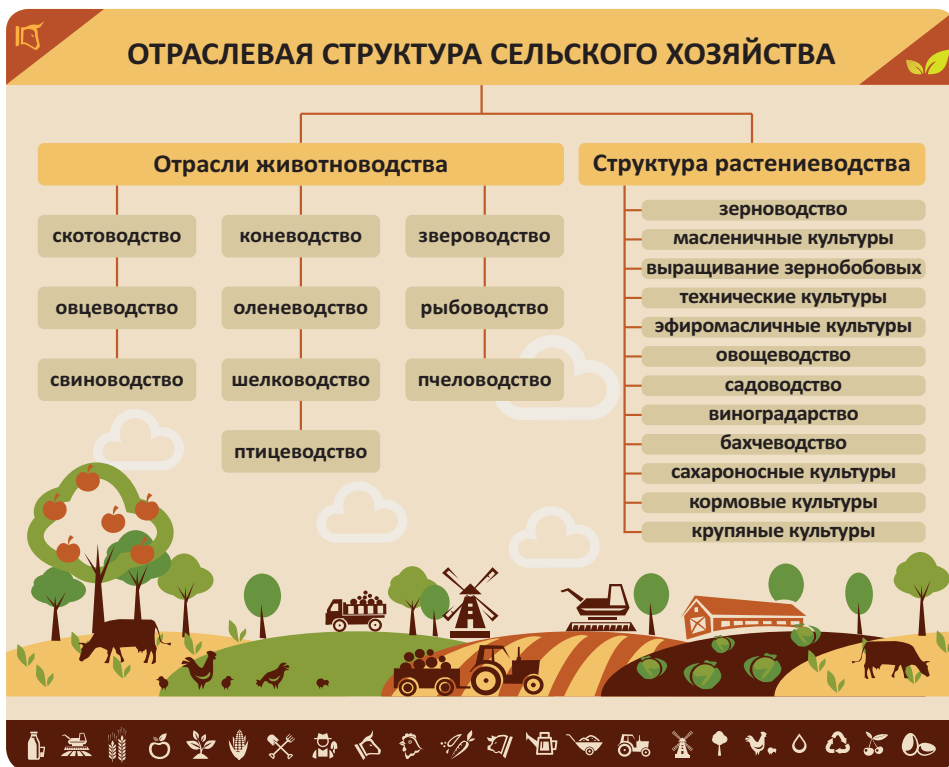 ОТРАСЛЕВАЯ СТРУКТУРА СЕЛЬСКОГО ХОЗЯЙСТВА
Отрасли животноводства
скотоводство
овцеводство
свиноводство
коневодство
оленеводство
шелководство
птицеводство
звероводство
рыбоводство
пчеловодство
Структура растениеводства
зерноводство
масленичные культуры
выращивание зернобобовых
технические культуры
эфиромасличные культуры
овощеводство
садоводство
виноградарство
бахчеводство
сахароносные культуры
кормовые культуры
крупяные культуры